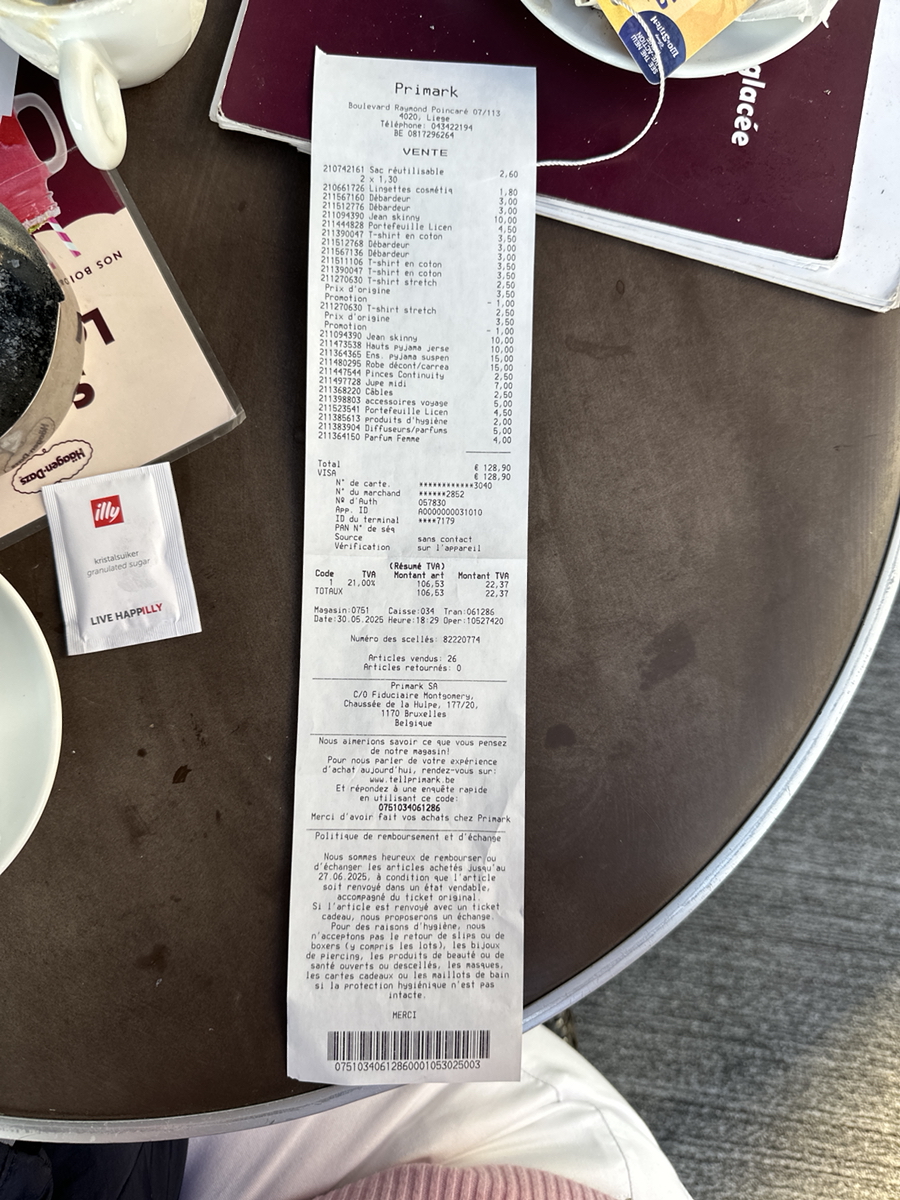 Primark
Boulevard Raymond Poincaré 07/113
4020, Liege
Téléphone: 043422194
BE 0817296264
VENTE
210742161 Sac réutilisable 2,60
2 x 1,30
210661726 Lingettes cosmétiq 1,80
211567160 Débardeur 3,00
211512776 Débardeur 3,00
211094390 Jean skinny 10,00
211444828 Portefeuille Licen 4,50
211390047 T-shirt en coton 3,50
211512768 Débardeur 3,00
211567136 Débardeur 3,00
211511106 T-shirt en coton 3,50
211390047 T-shirt en coton 3,50
211270630 T-shirt stretch 2,50
Prix d'origine 3,50
Promotion - 1,00
211270630 T-shirt stretch 2,50
Prix d'origine 3,50
Promotion - 1,00
211094390 Jean skinny 10,00
211473538 Hauts pyjama jerse 10,00
211364365 Ens. pyjama suspen 15,00
211480295 Robe décont/carrea 15,00
211447544 Pinces Continuity 2,50
211497728 Jupe midi 7,00
211368220 Câbles 2,50
211398803 accessoires voyage 5,00
211523541 Portefeuille Licen 4,50
211385613 produits d'hygiène 2,00
211383904 Diffuseurs/parfums 5,00
211364150 Parfum Femme 4,00
Total € 128,90
VISA € 128,90
N° de carte. ************3040
N° du marchand ******2852
Nº d'Auth 057830
App. ID A0000000031010
ID du terminal ****7179
PAN N° de séq
Source sans contact
Vérification sur l'appareil
(Résumé TVA)
Code TVA Montant art Montant TVA
1 21,00% 106,53 22,37
TOTAUX 106,53 22,37
Magasin:0751 Caisse:034 Tran:061286
Date:30.05.2025 Heure:18:29 Oper:10527420
Numéro des scellés: 82220774
Articles vendus: 26
Articles retournés: 0
Primark SA
C/O Fiduciaire Montgomery,
Chaussée de la Hulpe, 177/20,
1170 Bruxelles
Belgique
Nous aimerions savoir ce que vous pensez
de notre magasin!
Pour nous parler de votre expérience
d'achat aujourd'hui, rendez-vous sur:
www.tellprimark.be
Et répondez à une enquête rapide
en utilisant ce code:
0751034061286
Merci d'avoir fait vos achats chez Primark
Politique de remboursement et d'échange
Nous sommes heureux de rembourser ou
d'échanger les articles achetés jusqu'au
27.06.2025, à condition que l'article
soit renvoyé dans un état vendable,
accompagné du ticket original.
Si l'article est renvoyé avec un ticket
cadeau, nous proposerons un échange.
Pour des raisons d'hygiène, nous
n'acceptons pas le retour de slips ou de
boxers (y compris les lots), les bijoux
de piercing, les produits de beauté ou de
santé ouverts ou descellés, les masques,
les cartes cadeaux ou les maillots de bain
si la protection hygiénique n'est pas
intacte.
MERCI
07510340612860001053025003
glacée
SEE THE NEW
NOS
L
S
Häagen-Dazs
illy
kristalsuiker
granulated sugar
LIVE HAPPILLY